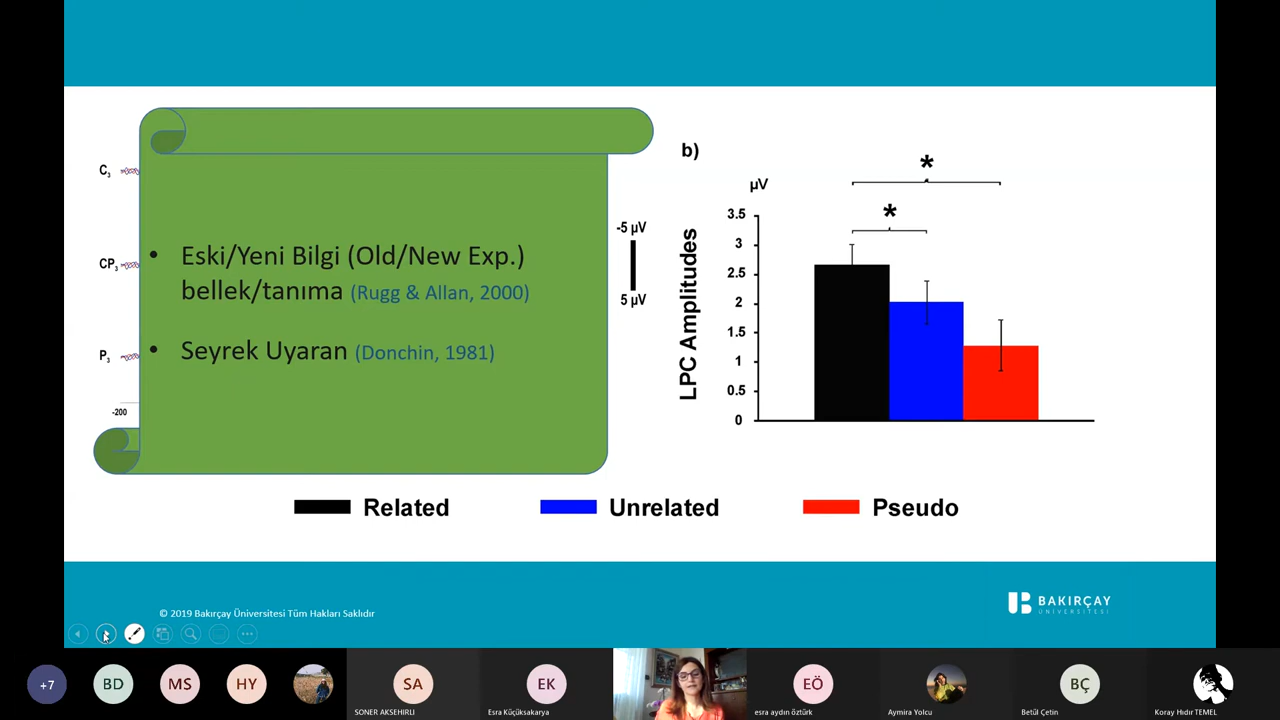 b)
*
µV
*
3.5
3
2.5
2
1.5
1
0.5
0
LPC Amplitudes
C3
CP3
P3
-200
• Eski/Yeni Bilgi (Old/New Exp.)
bellek/tanıma (Rugg & Allan, 2000)
• Seyrek Uyaran (Donchin, 1981)
-5 µV
5 µV
Related
Unrelated
Pseudo
© 2019 Bakırçay Üniversitesi Tüm Hakları Saklıdır
BAKIRÇAY
ÜNİVERSİTESİ
+7
BD
MS
HY
SA
SONER AKSEHIRLI
EK
Esra Küçüksakarya
EÖ
esra aydın öztürk
Aymira Yolcu
BÇ
Betül Çetin
Koray Hıdır TEMEL